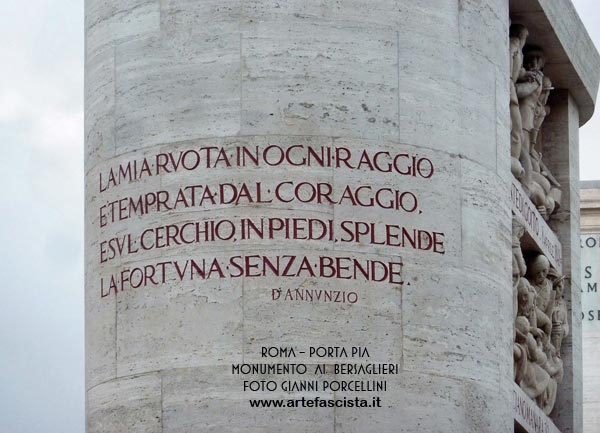 LA·MIA·RVOTA·IN·OGNI·RAGGIO
E'·TEMPRATA·DAL·CORAGGIO.
E·SVL·CERCHIO, IN·PIEDI, SPLENDE
LA·FORTVNA·SENZA·BENDE.
D'ANNVNZIO
ROMA – PORTA PIA
MONUMENTO AI BERIAGLIERI
FOTO GIANNI PORCELLINI
www.artefascista.it